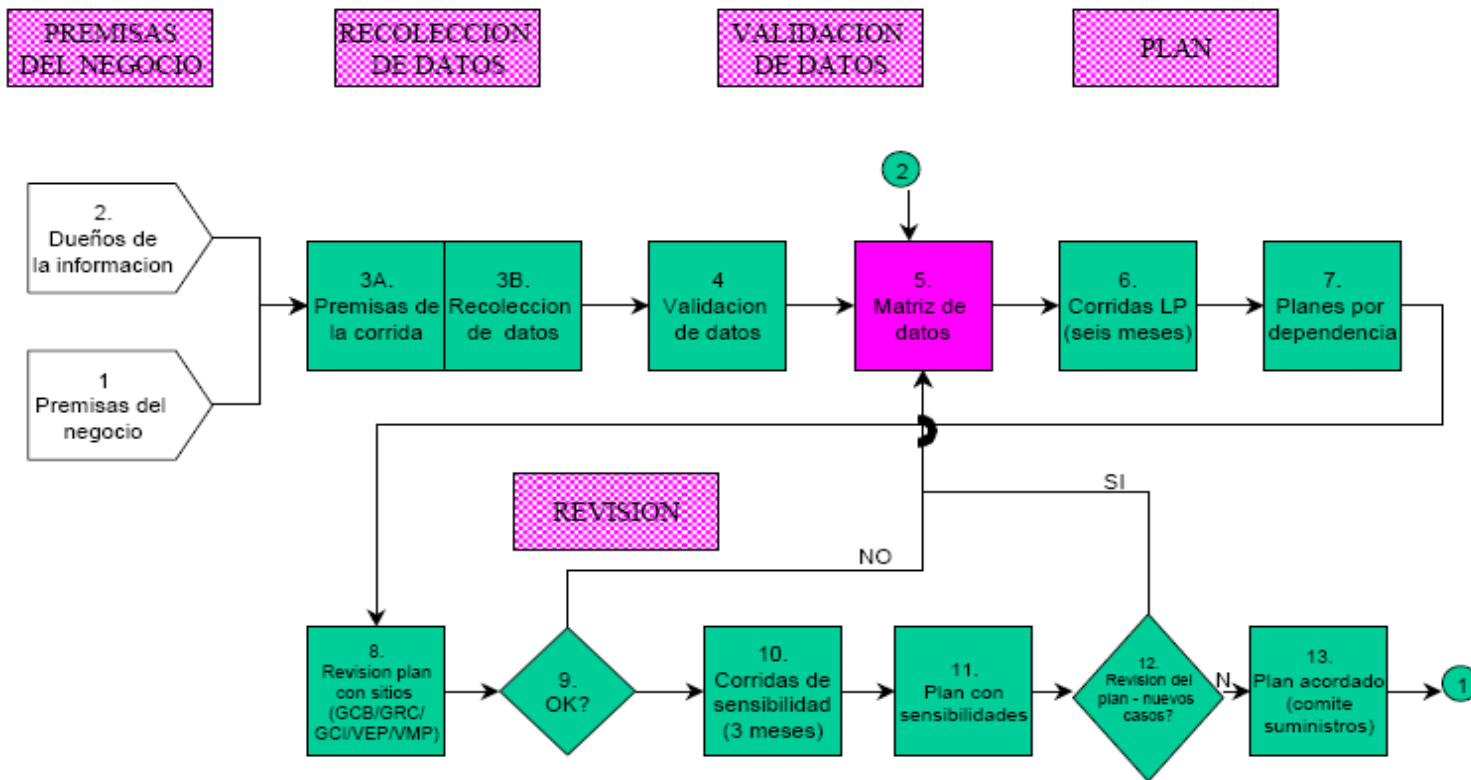 PREMISAS
DEL NEGOCIO
RECOLECCION
DE DATOS
VALIDACION
DE DATOS
PLAN
2
2.
Dueños de
la informacion
3A.
Premisas de
la corrida
3B.
Recoleccion
de datos
4
Validacion
de datos
5.
Matriz de
datos
6.
Corridas LP
(seis meses)
7.
Planes por
dependencia
1
Premisas del
negocio
REVISION
SI
NO
8.
Revision plan
con sitios
(GCB/GRC/
GCI/VEP/VMP)
9.
OK?
10.
Corridas de
sensibilidad
(3 meses)
11.
Plan con
sensibilidades
12.
Revision del
plan - nuevos
casos?
N
13.
Plan acordado
(comite
suministros)
1